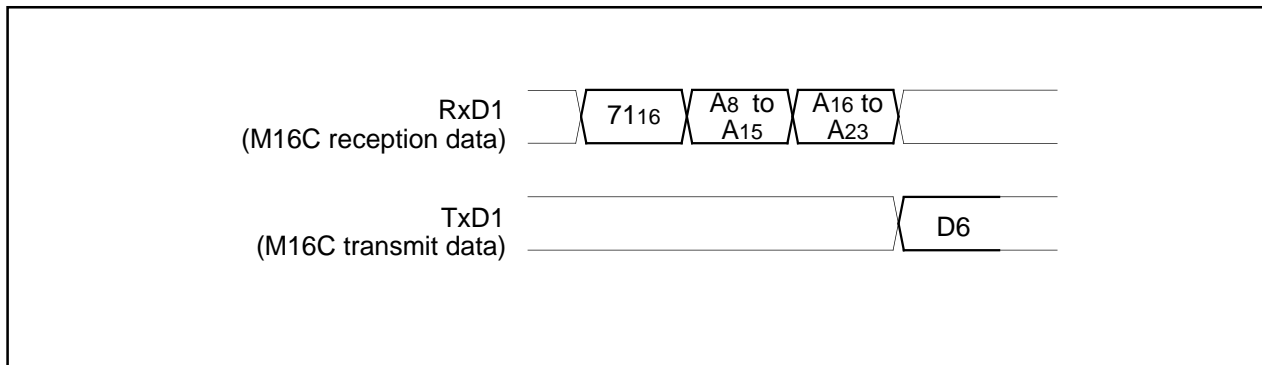 RxD1
(M16C reception data)
7116
A8 to
A15
A16 to
A23
TxD1
(M16C transmit data)
D6